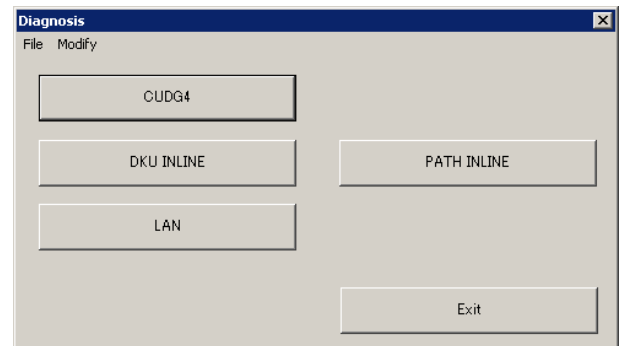 Diagnosis
File Modify
CUDG4
DKU INLINE PATH INLINE
LAN
Exit